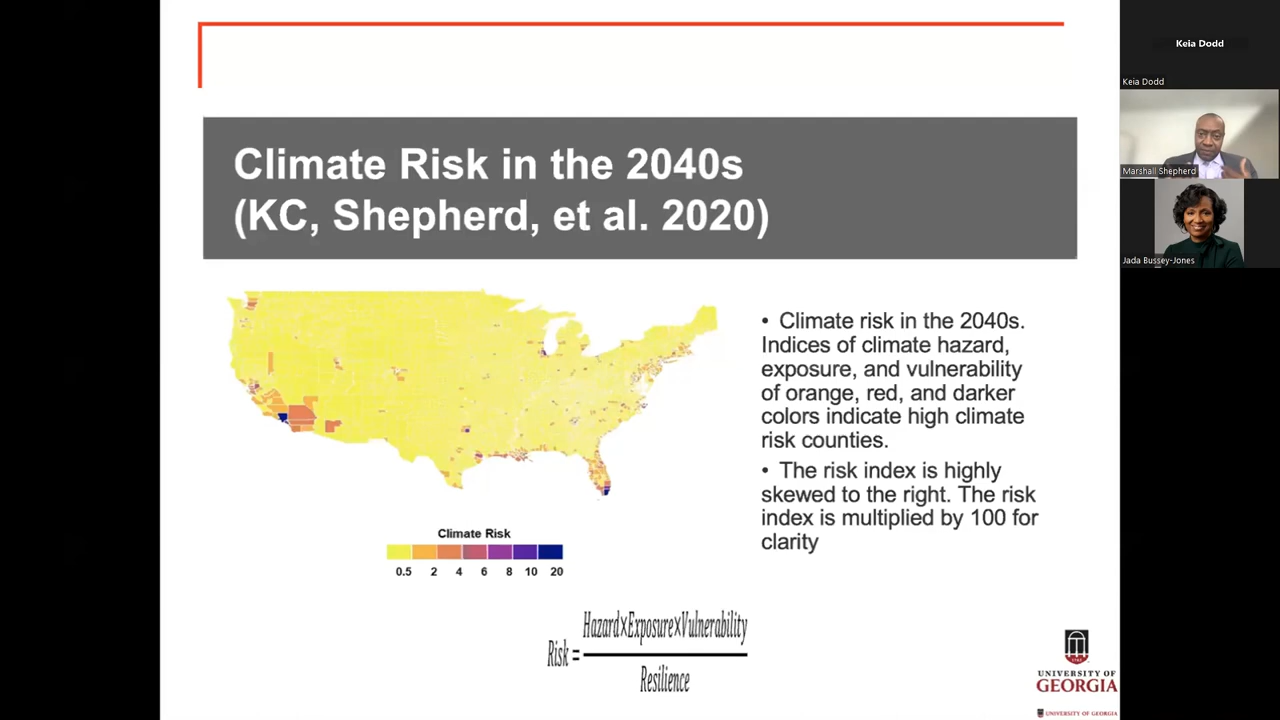 Climate Risk in the 2040s
(KC, Shepherd, et al. 2020)
• Climate risk in the 2040s.
Indices of climate hazard,
exposure, and vulnerability
of orange, red, and darker
colors indicate high climate
risk counties.
• The risk index is highly
skewed to the right. The risk
index is multiplied by 100 for
clarity
Climate Risk
0.5 2 4 6 8 10 20
Risk = Hazard×Exposure×Vulnerability
Resilience
UNIVERSITY OF
GEORGIA
UNIVERSITY OF GEORGIA
Keia Dodd
Keia Dodd
Marshall Shepherd
Jada Bussey-Jones